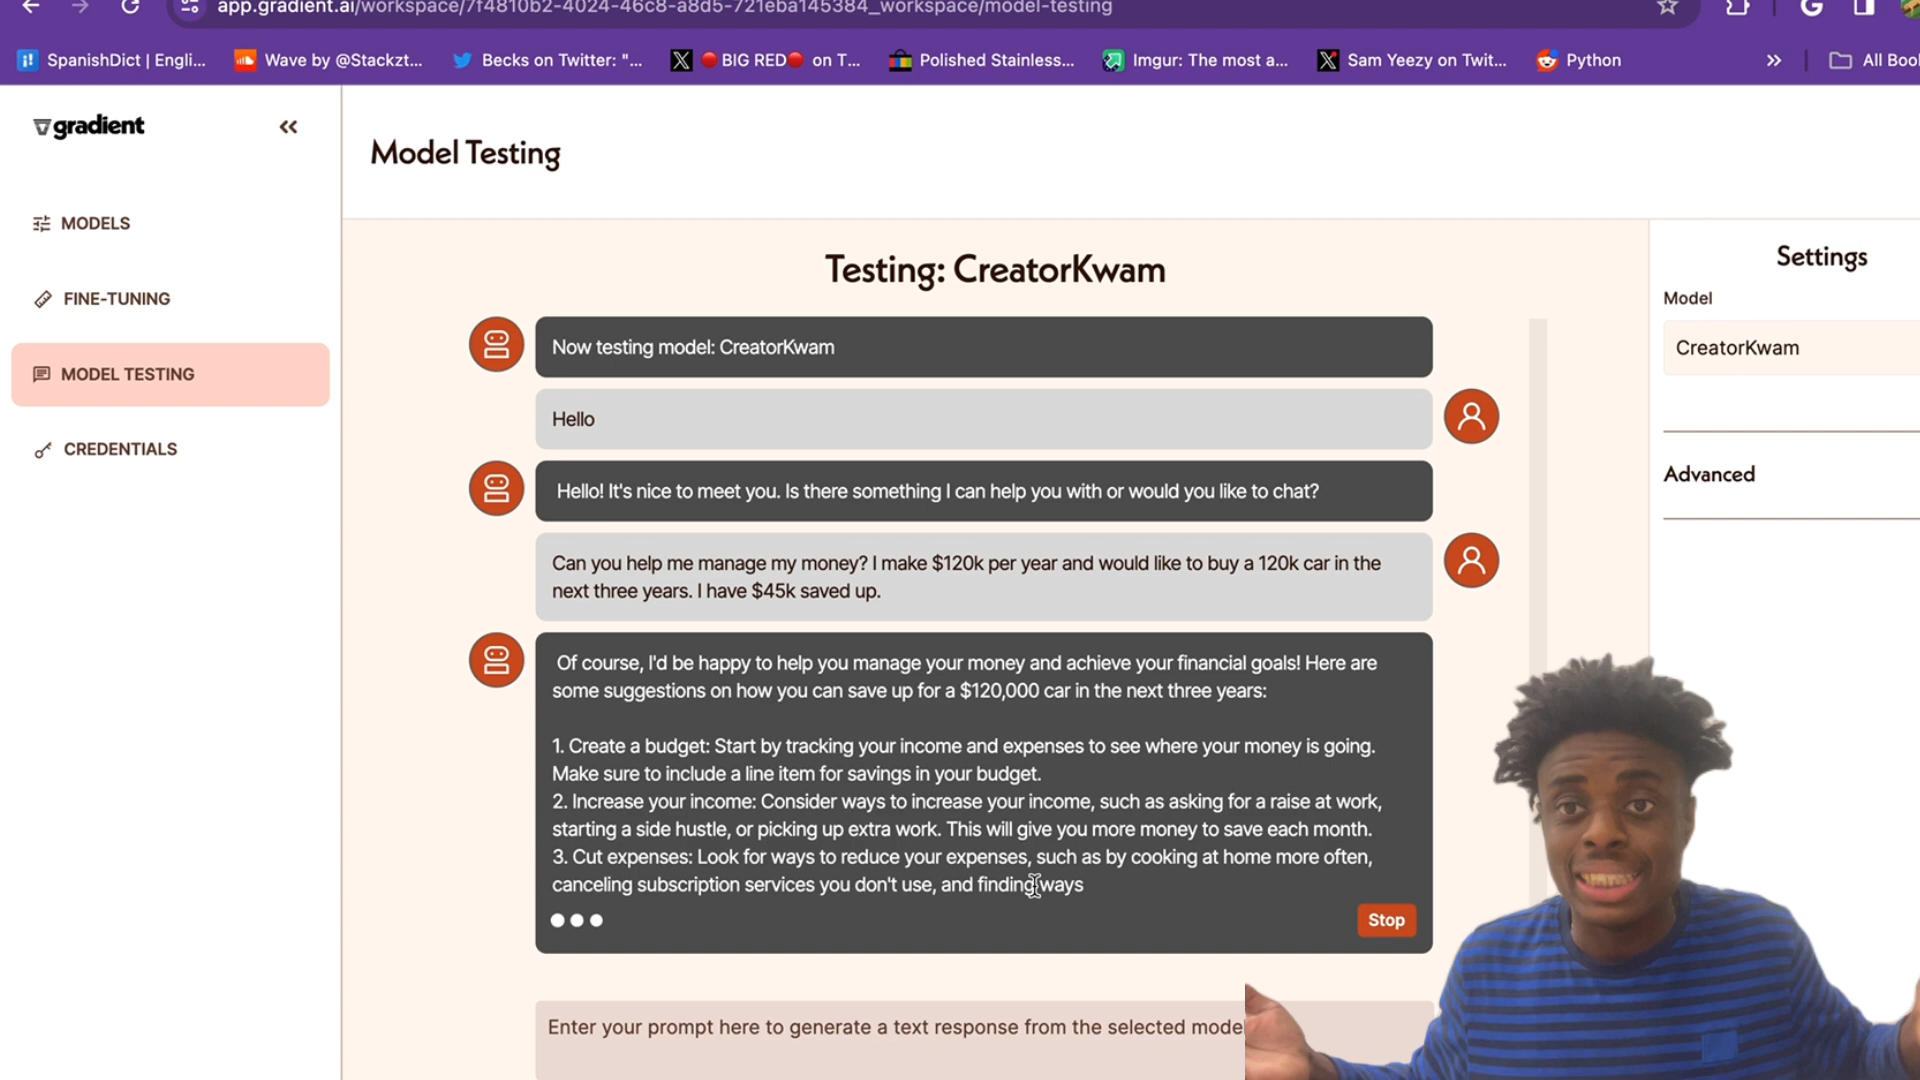 app.gradient.ai/workspace/7f4810b2-4024-46c8-a8d5-721eba145384_workspace/model-testing
SpanishDict | Engli... Wave by @Stackzt... Becks on Twitter: "... 🔴BIG RED🔴 on T... Polished Stainless... Imgur: The most a... Sam Yeezy on Twit... Python » All Bool
gradient
Model Testing
MODELS
FINE-TUNING
MODEL TESTING
CREDENTIALS
Testing: CreatorKwam
Now testing model: CreatorKwam
Hello
Hello! It's nice to meet you. Is there something I can help you with or would you like to chat?
Can you help me manage my money? I make $120k per year and would like to buy a 120k car in the
next three years. I have $45k saved up.
Of course, I'd be happy to help you manage your money and achieve your financial goals! Here are
some suggestions on how you can save up for a $120,000 car in the next three years:
1. Create a budget: Start by tracking your income and expenses to see where your money is going.
Make sure to include a line item for savings in your budget.
2. Increase your income: Consider ways to increase your income, such as asking for a raise at work,
starting a side hustle, or picking up extra work. This will give you more money to save each month.
3. Cut expenses: Look for ways to reduce your expenses, such as by cooking at home more often,
canceling subscription services you don't use, and finding ways
Stop
Enter your prompt here to generate a text response from the selected mode
Settings
Model
CreatorKwam
Advanced